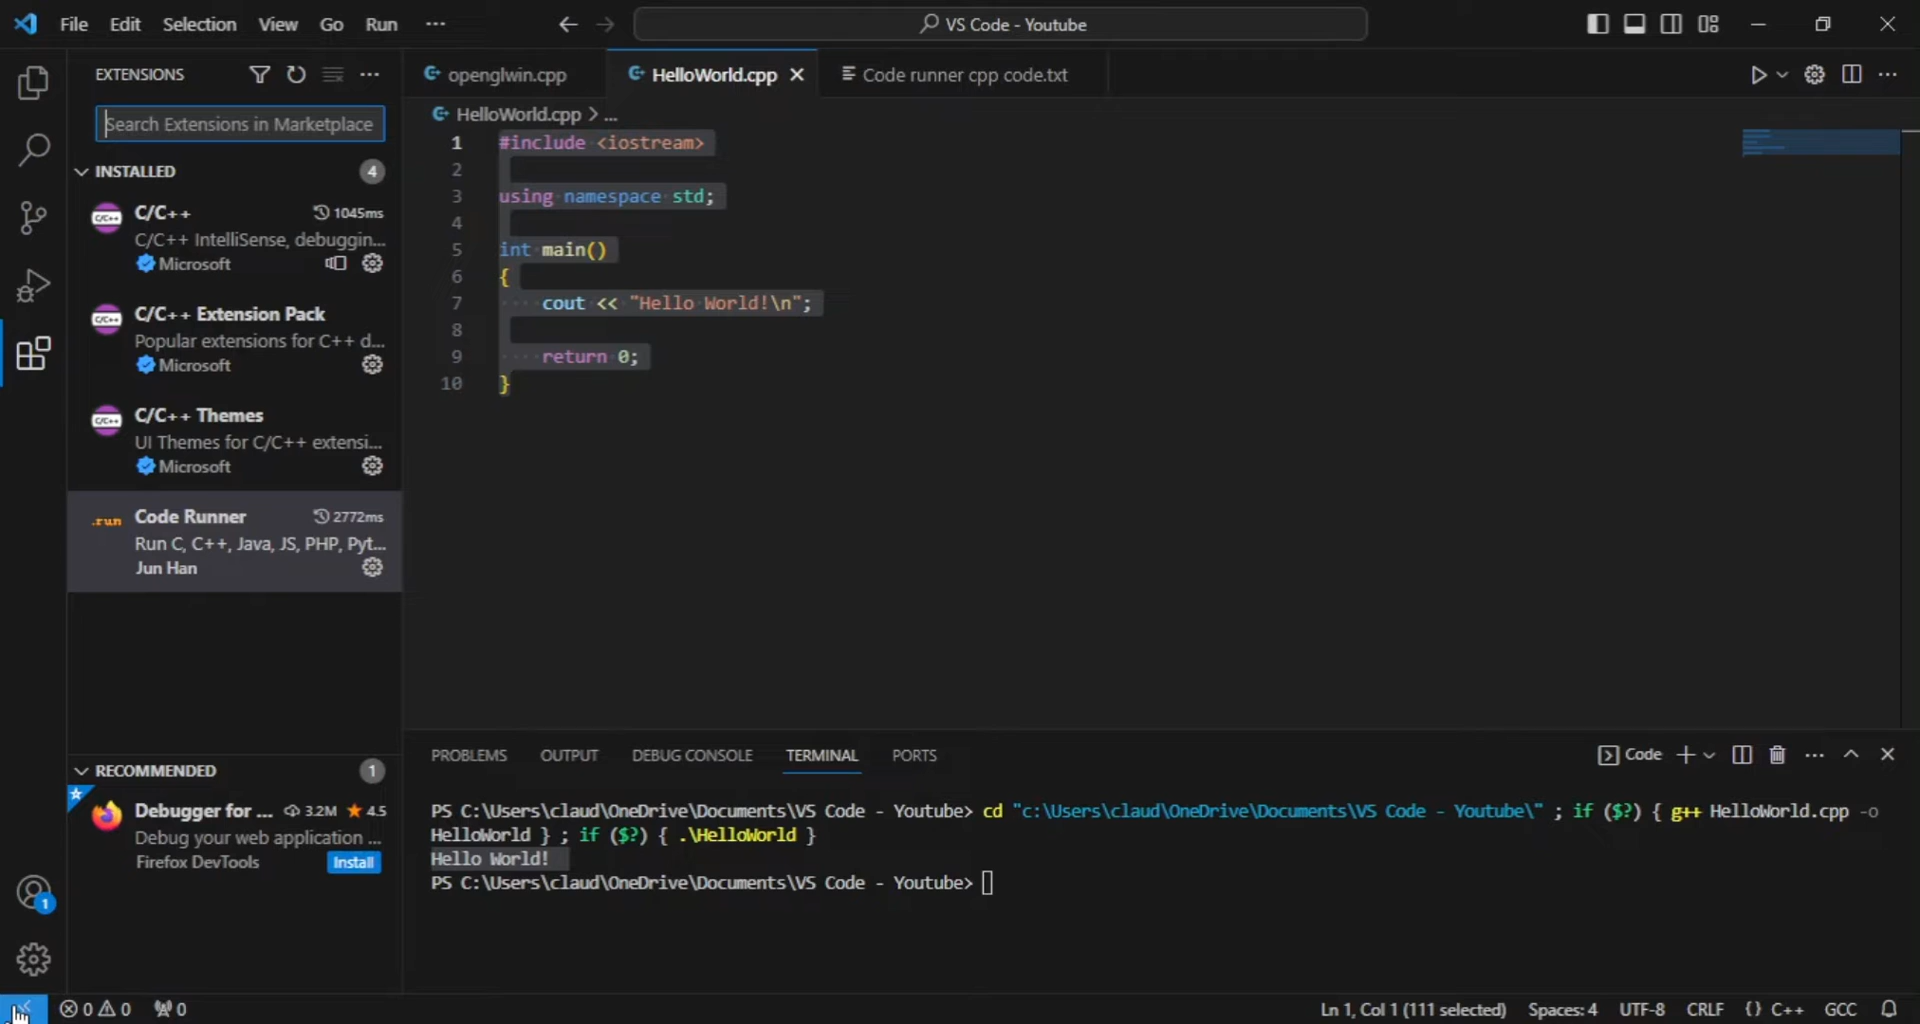 File Edit Selection View Go Run ···
VS Code - Youtube
EXTENSIONS
Search Extensions in Marketplace
INSTALLED 4
C/C++ 1045ms
C/C++ IntelliSense, debuggin...
Microsoft
C/C++ Extension Pack
Popular extensions for C++ d...
Microsoft
C/C++ Themes
UI Themes for C/C++ extensi...
Microsoft
.run Code Runner 2772ms
Run C, C++, Java, JS, PHP, Pyt...
Jun Han
RECOMMENDED 1
Debugger for ... 3.2M ★ 4.5
Debug your web application ...
Firefox DevTools Install
1
openglwin.cpp HelloWorld.cpp Code runner cpp code.txt
HelloWorld.cpp > ...
1 #include <iostream>
2
3 using namespace std;
4
5 int main()
6 {
7 cout << "Hello World!\n";
8
9 return 0;
10 }
PROBLEMS OUTPUT DEBUG CONSOLE TERMINAL PORTS
Code
PS C:\Users\claud\OneDrive\Documents\VS Code - Youtube> cd "c:\Users\claud\OneDrive\Documents\VS Code - Youtube\" ; if ($?) { g++ HelloWorld.cpp -o
HelloWorld } ; if ($?) { .\HelloWorld }
Hello World!
PS C:\Users\claud\OneDrive\Documents\VS Code - Youtube>
0 0 0
Ln 1, Col 1 (111 selected) Spaces: 4 UTF-8 CRLF {} C++ GCC